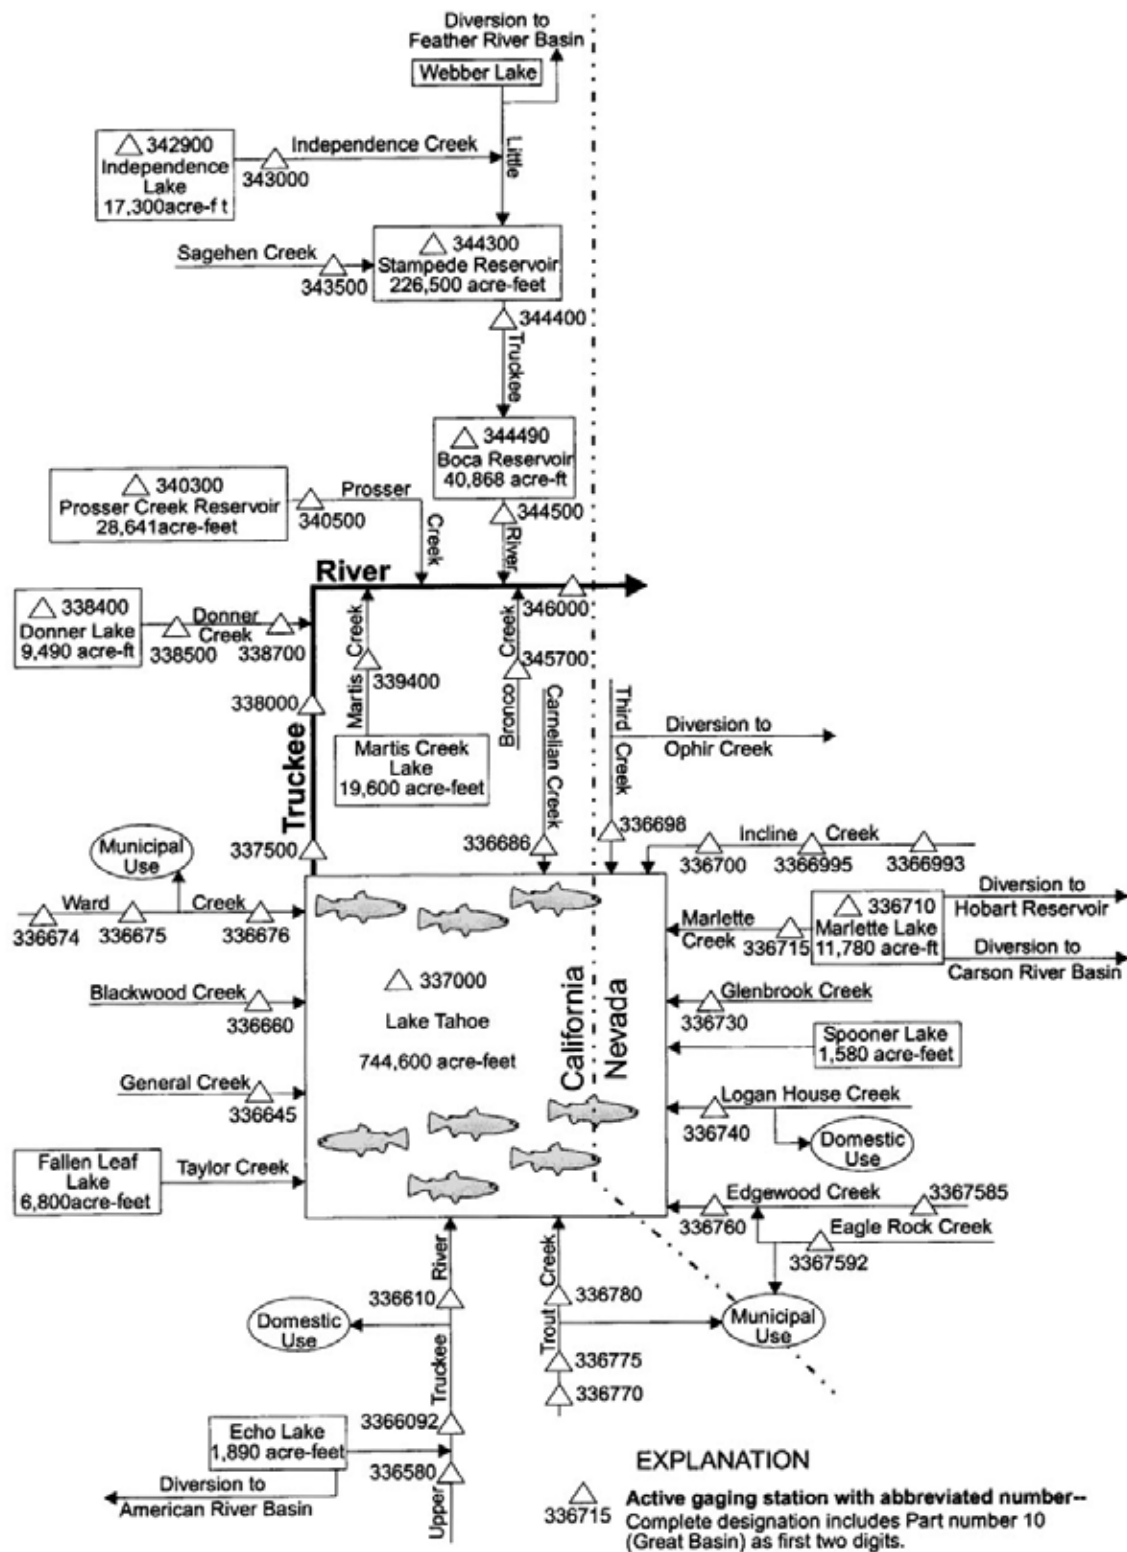 Diversion to
Feather River Basin
Webber Lake
Little
342900
Independence
Lake
17,300acre-f t
Independence Creek
343000
Sagehen Creek
343500
344300
Stampede Reservoir
226,500 acre-feet
344400
Truckee
344490
Boca Reservoir
40,868 acre-ft
344500
River
340300
Prosser Creek Reservoir
28,641acre-feet
340500
Prosser
Creek
River
346000
338400
Donner Lake
9,490 acre-ft
Donner
Creek
338500
338700
Martis Creek
339400
Martis Creek
Lake
19,600 acre-feet
Bronco Creek
345700
338000
Truckee
337500
Carnelian Creek
336686
Third Creek
Diversion to
Ophir Creek
336698
Incline Creek
336700
3366995
3366993
Municipal
Use
Ward Creek
336674
336675
336676
Marlette
Creek
336715
336710
Marlette Lake
11,780 acre-ft
Diversion to
Hobart Reservoir
Diversion to
Carson River Basin
337000
Lake Tahoe
744,600 acre-feet
California
Nevada
Blackwood Creek
336660
Glenbrook Creek
336730
Spooner Lake
1,580 acre-feet
General Creek
336645
Logan House Creek
336740
Domestic
Use
Fallen Leaf
Lake
6,800acre-feet
Taylor Creek
Edgewood Creek
336760
3367585
Eagle Rock Creek
3367592
Municipal
Use
River
336610
Domestic
Use
Truckee
3366092
Echo Lake
1,890 acre-feet
336580
Upper
Diversion to
American River Basin
Creek
336780
Trout
336775
336770
EXPLANATION
336715
Active gaging station with abbreviated number--
Complete designation includes Part number 10
(Great Basin) as first two digits.